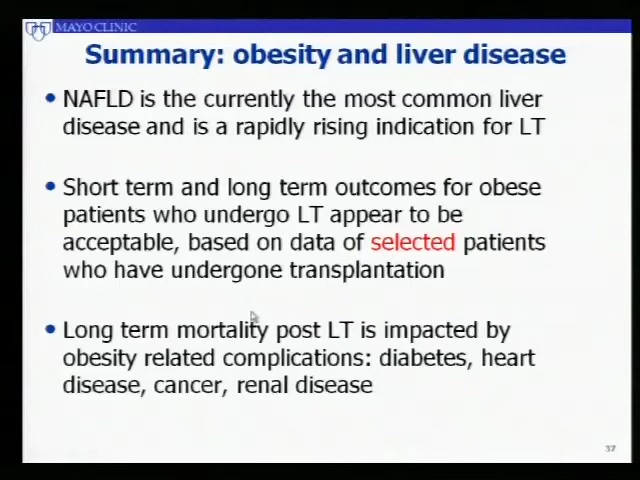 MAYO CLINIC
Summary: obesity and liver disease
• NAFLD is the currently the most common liver
disease and is a rapidly rising indication for LT
• Short term and long term outcomes for obese
patients who undergo LT appear to be
acceptable, based on data of selected patients
who have undergone transplantation
• Long term mortality post LT is impacted by
obesity related complications: diabetes, heart
disease, cancer, renal disease
37